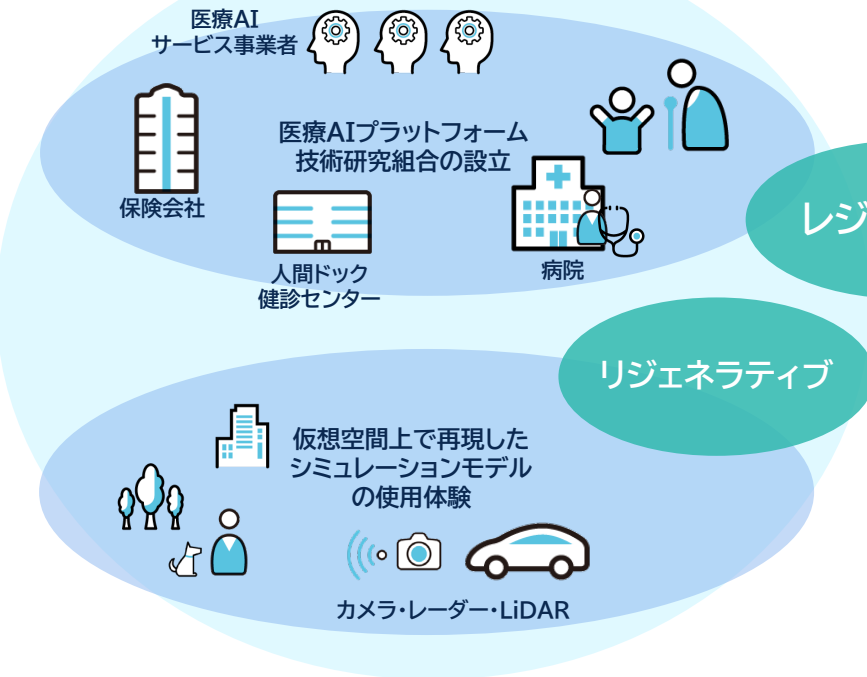 医療AI
サービス事業者
医療AIプラットフォーム
技術研究組合の設立
保険会社
人間ドック
健診センター
病院
レジ
リジェネラティブ
仮想空間上で再現した
シミュレーションモデル
の使用体験
カメラ・レーダー・LiDAR